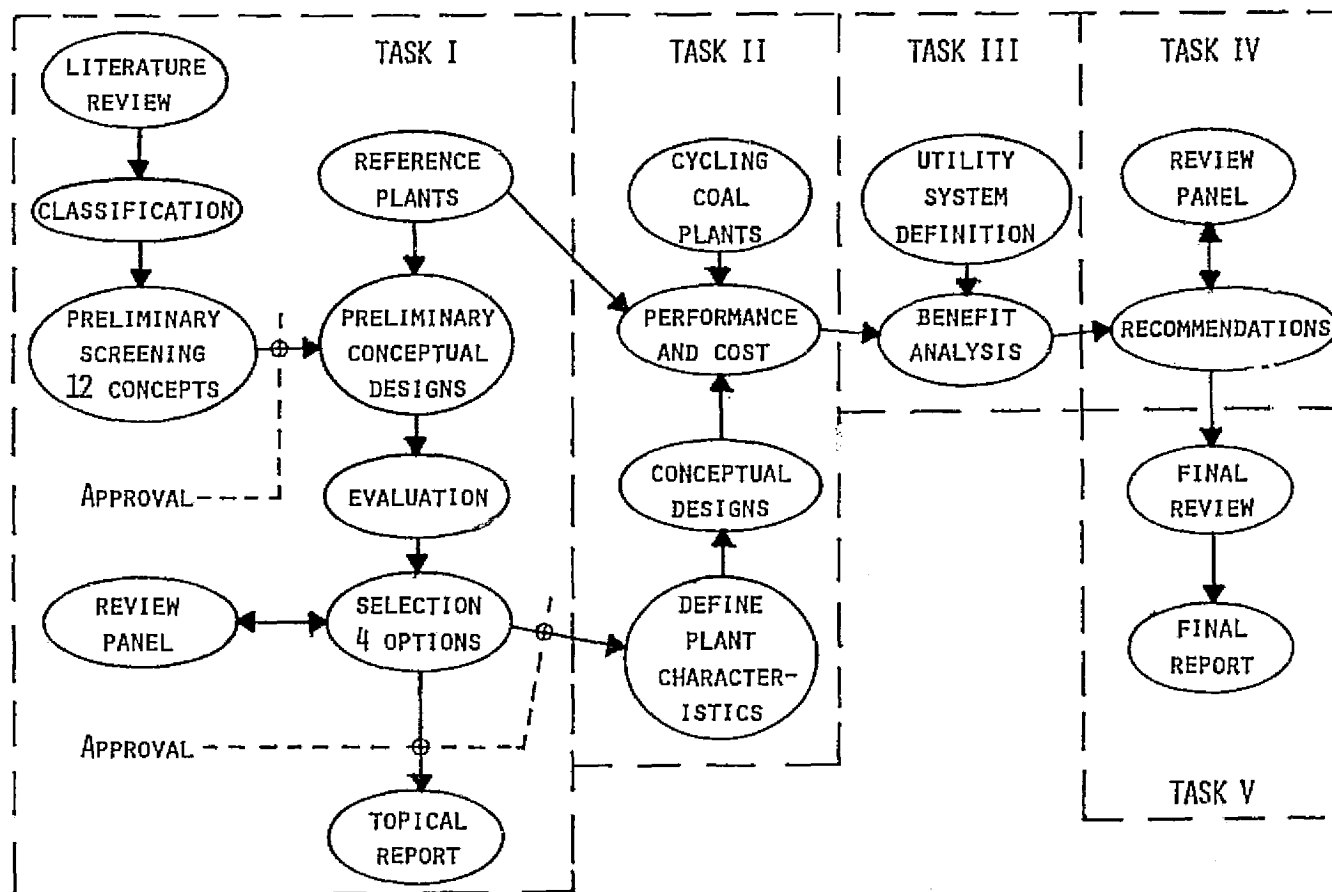 TASK I
LITERATURE
REVIEW
CLASSIFICATION
PRELIMINARY
SCREENING
12 CONCEPTS
APPROVAL
REFERENCE
PLANTS
PRELIMINARY
CONCEPTUAL
DESIGNS
EVALUATION
REVIEW
PANEL
SELECTION
4 OPTIONS
APPROVAL
TOPICAL
REPORT
TASK II
CYCLING
COAL
PLANTS
PERFORMANCE
AND COST
CONCEPTUAL
DESIGNS
DEFINE
PLANT
CHARACTER-
ISTICS
TASK III
UTILITY
SYSTEM
DEFINITION
BENEFIT
ANALYSIS
TASK IV
REVIEW
PANEL
RECOMMENDATIONS
FINAL
REVIEW
FINAL
REPORT
TASK V